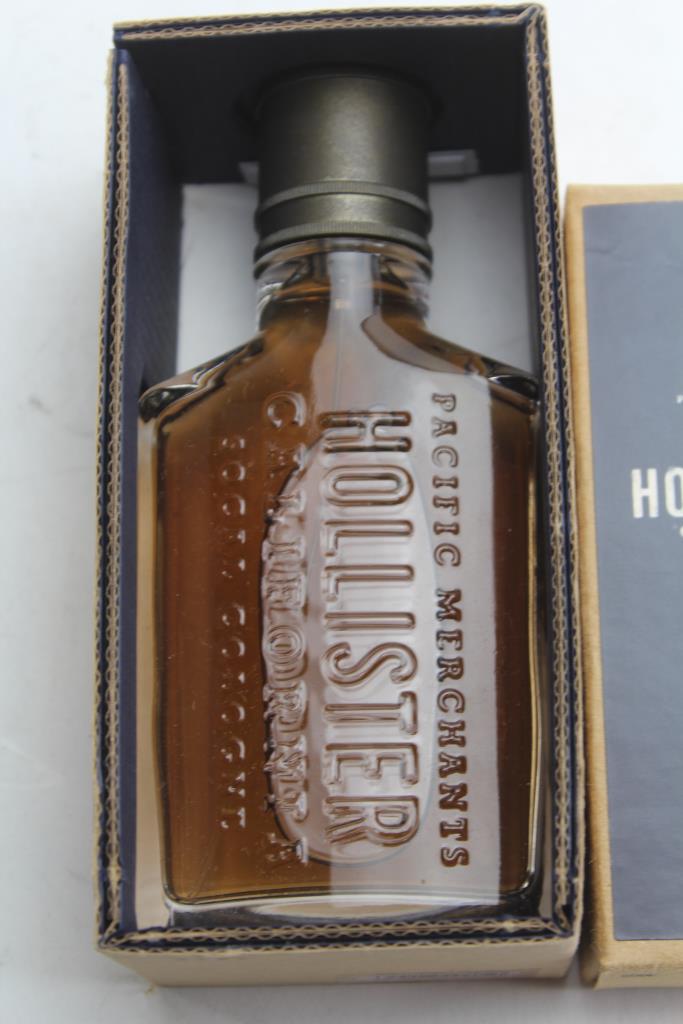 PACIFIC MERCHANTS
HOLLISTER
CALIFORNIA
SOCAL COLOGNE
HO